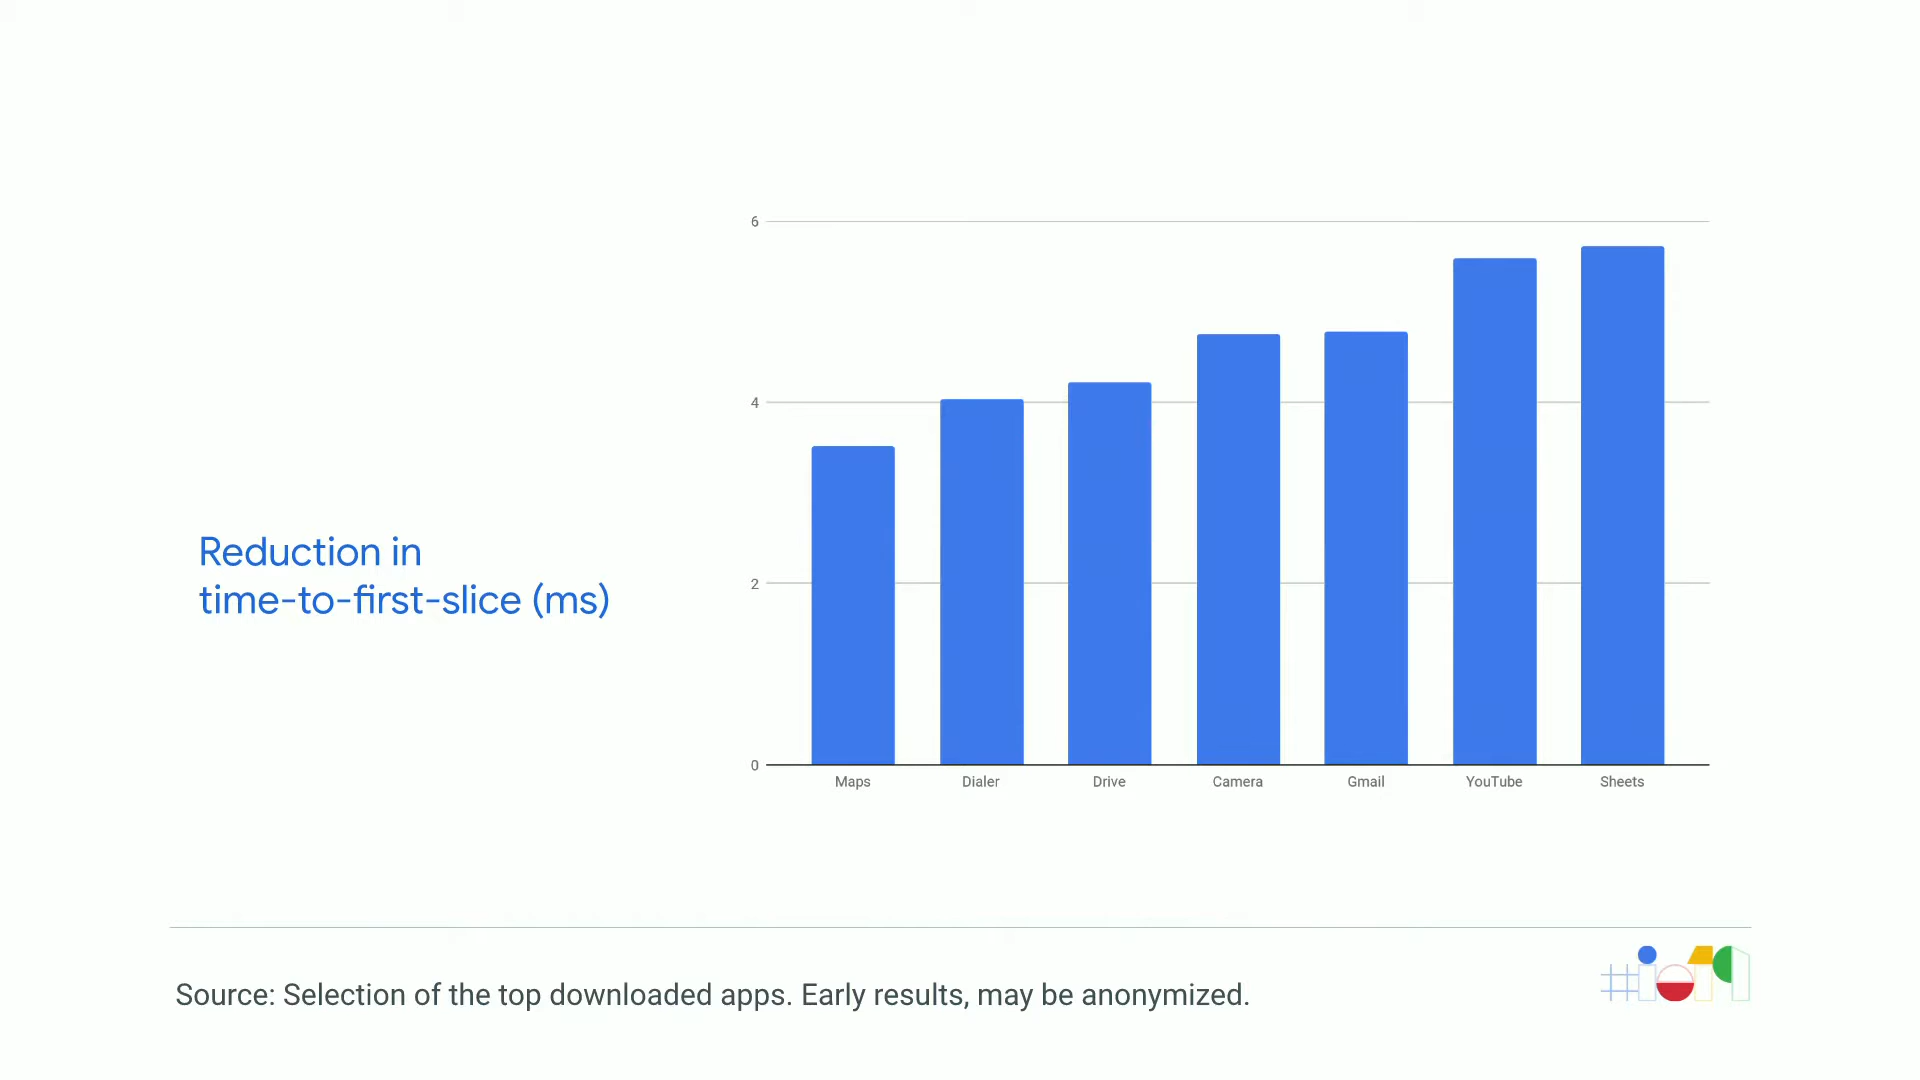 Reduction in
time-to-first-slice (ms)
6
4
2
0
Maps Dialer Drive Camera Gmail YouTube Sheets
Source: Selection of the top downloaded apps. Early results, may be anonymized.
#io19